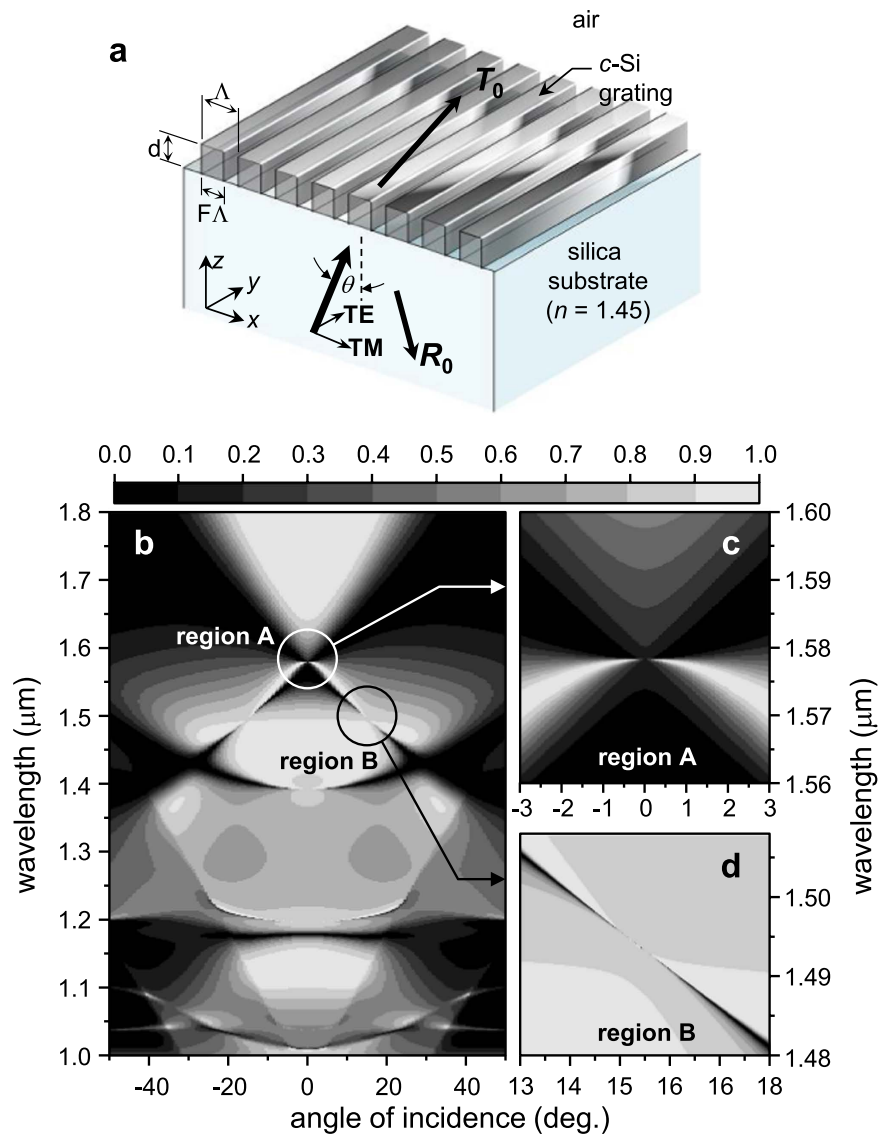 a
air
c-Si
grating
T0
Λ
d
FΛ
z
y
x
θ
TE
TM
R0
silica
substrate
(n = 1.45)
0.0 0.1 0.2 0.3 0.4 0.5 0.6 0.7 0.8 0.9 1.0
b
region A
region B
1.8
1.7
1.6
1.5
1.4
1.3
1.2
1.1
1.0
wavelength (μm)
-40 -20 0 20 40
c
region A
1.60
1.59
1.58
1.57
1.56
-3 -2 -1 0 1 2 3
wavelength (μm)
d
region B
1.50
1.49
1.48
13 14 15 16 17 18
angle of incidence (deg.)